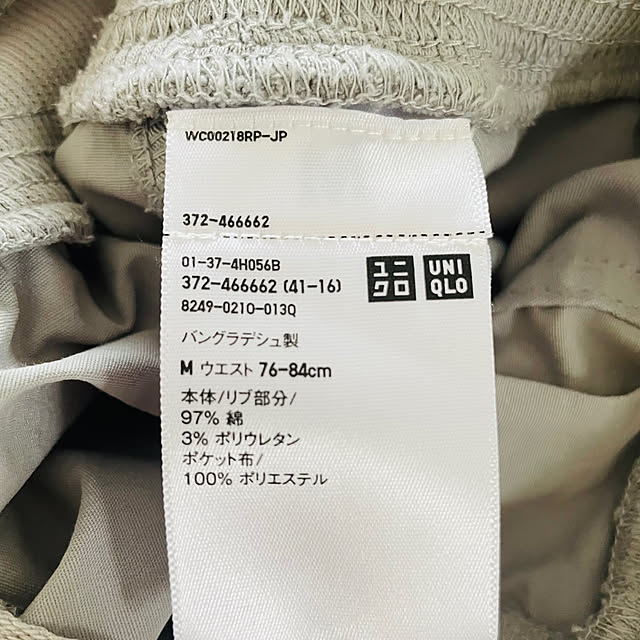 WC00218RP-JP
372-466662
01-37-4H056B
372-466662 (41-16)
8249-0210-013Q
ユニ
クロ
UNI
QLO
バングラデシュ製
M ウエスト 76-84cm
本体/リブ部分/
97% 綿
3% ポリウレタン
ポケット布/
100% ポリエステル